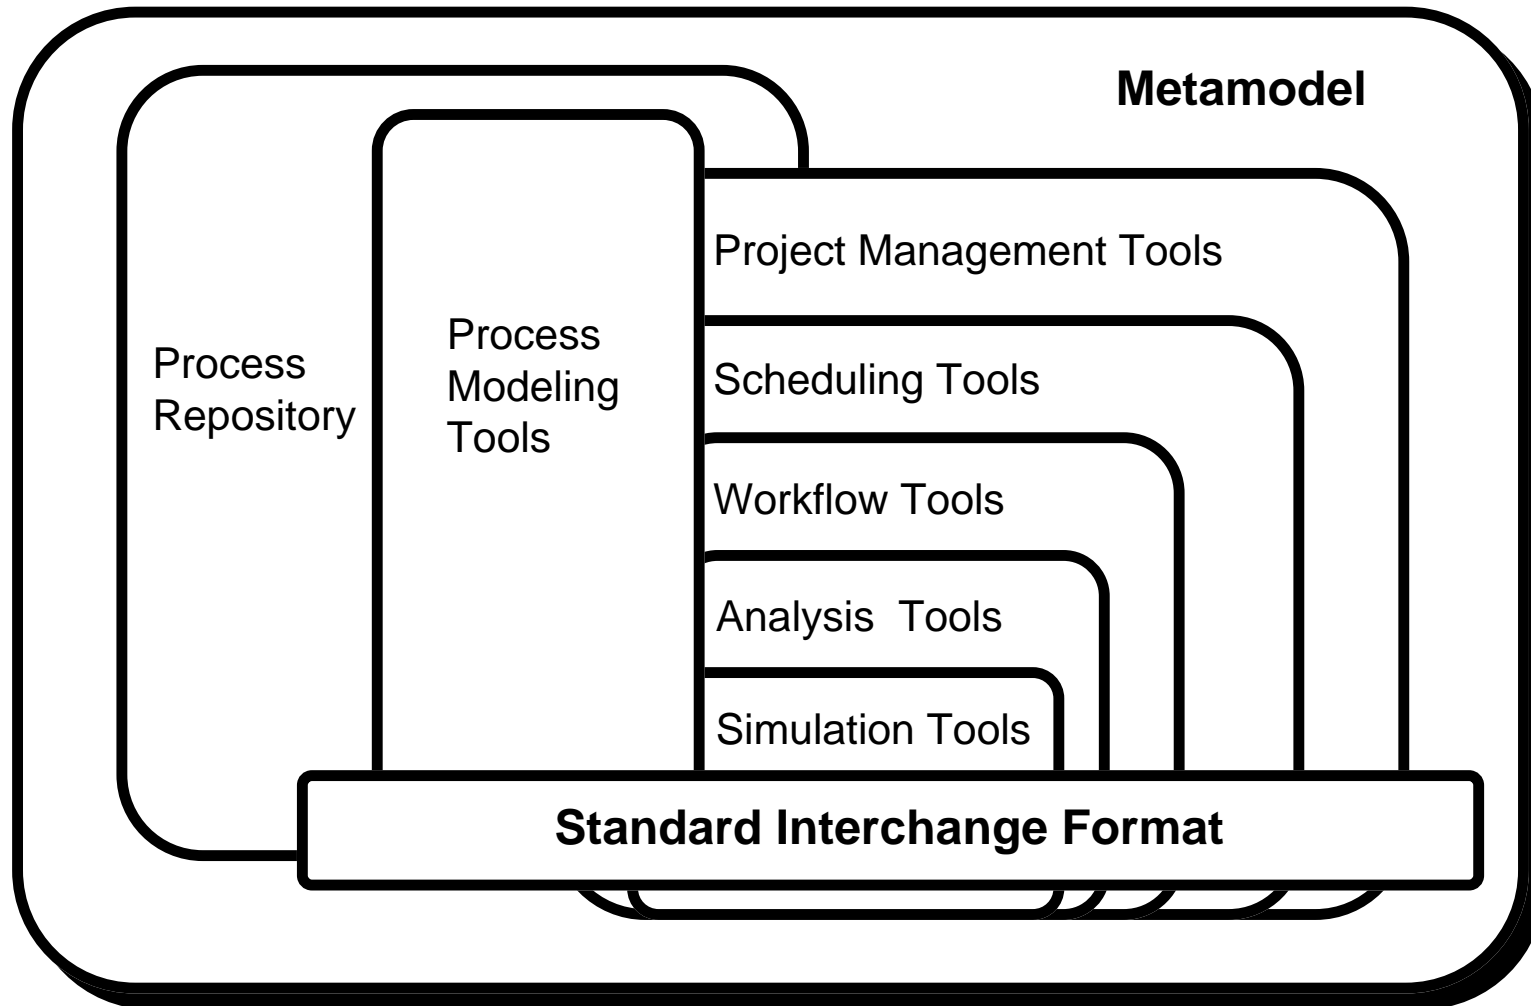 Metamodel
Project Management Tools
Process
Repository
Process
Modeling
Tools
Scheduling Tools
Workflow Tools
Analysis  Tools
Simulation Tools
Standard Interchange Format